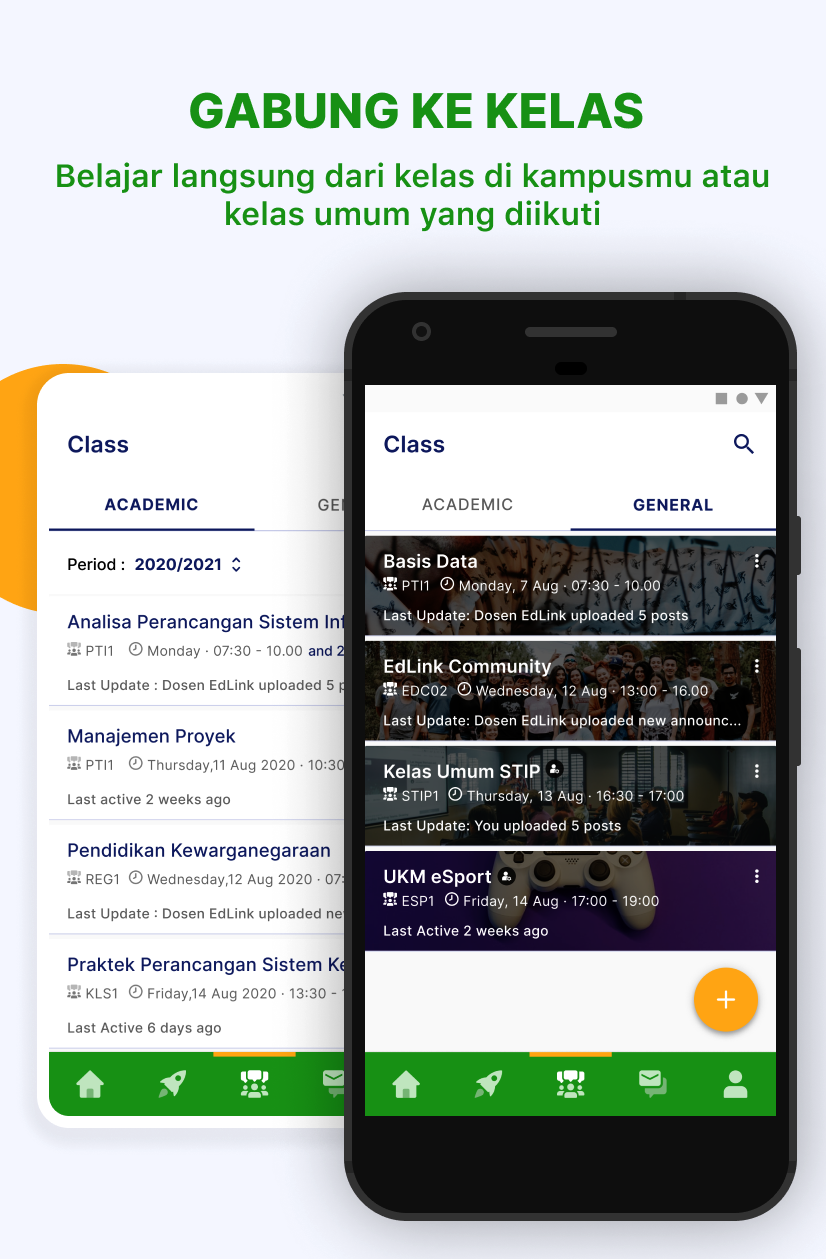 GABUNG KE KELAS
Belajar langsung dari kelas di kampusmu atau
kelas umum yang diikuti
Class
ACADEMIC
Period : 2020/2021
Analisa Perancangan Sistem
PTI1 Monday · 07:30 - 10.00 and
Last Update : Dosen EdLink uploaded 5
Manajemen Proyek
PTI1 Thursday,11 Aug 2020 · 10:30
Last active 2 weeks ago
Pendidikan Kewarganegaraan
REG1 Wednesday,12 Aug 2020 · 07:
Last Update : Dosen EdLink uploaded
Praktek Perancangan Sistem
KLS1 Friday,14 Aug 2020 · 13:30 -
Last Active 6 days ago
Class
ACADEMIC GENERAL
Basis Data
PTI1 Monday, 7 Aug · 07:30 - 10.00
Last Update: Dosen EdLink uploaded 5 posts
EdLink Community
EDC02 Wednesday, 12 Aug · 13:00 - 16.00
Last Update: Dosen EdLink uploaded new announc...
Kelas Umum STIP
STIP1 Thursday, 13 Aug · 16:30 - 17:00
Last Update: You uploaded 5 posts
UKM eSport
ESP1 Friday, 14 Aug · 17:00 - 19:00
Last Active 2 weeks ago